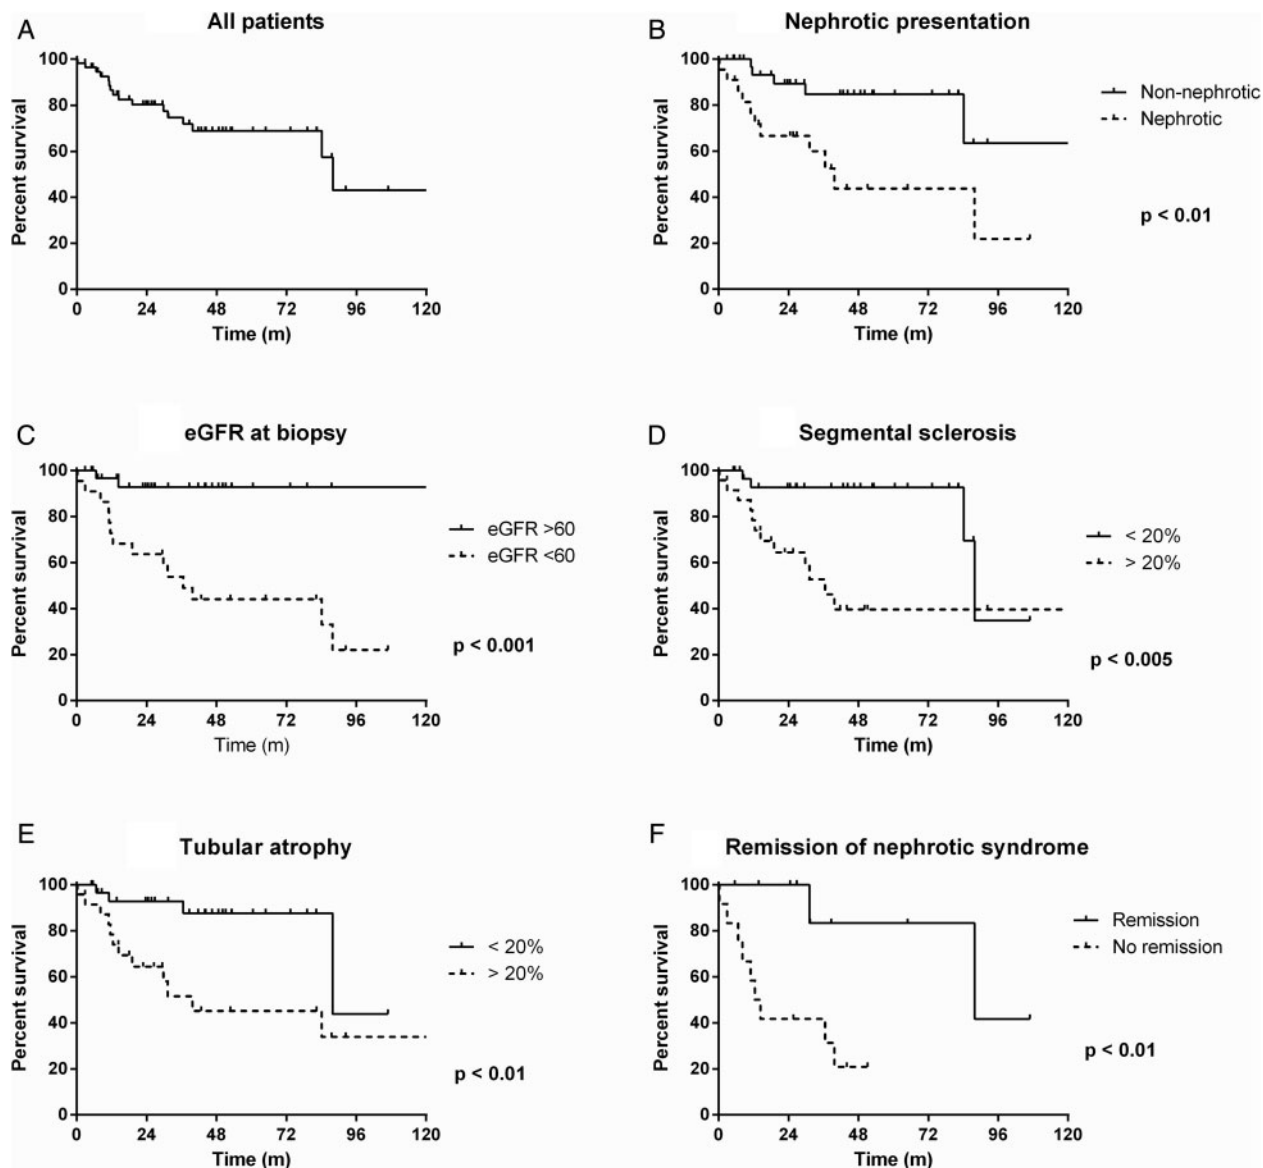 A
All patients
Percent survival
100
80
60
40
20
0
0 24 48 72 96 120
Time (m)
B
Nephrotic presentation
Percent survival
100
80
60
40
20
0
0 24 48 72 96 120
Time (m)
Non-nephrotic
Nephrotic
p < 0.01
C
eGFR at biopsy
Percent survival
100
80
60
40
20
0
0 24 48 72 96 120
Time (m)
eGFR >60
eGFR <60
p < 0.001
D
Segmental sclerosis
Percent survival
100
80
60
40
20
0
0 24 48 72 96 120
Time (m)
< 20%
> 20%
p < 0.005
E
Tubular atrophy
Percent survival
100
80
60
40
20
0
0 24 48 72 96 120
Time (m)
< 20%
> 20%
p < 0.01
F
Remission of nephrotic syndrome
Percent survival
100
80
60
40
20
0
0 24 48 72 96 120
Time (m)
Remission
No remission
p < 0.01